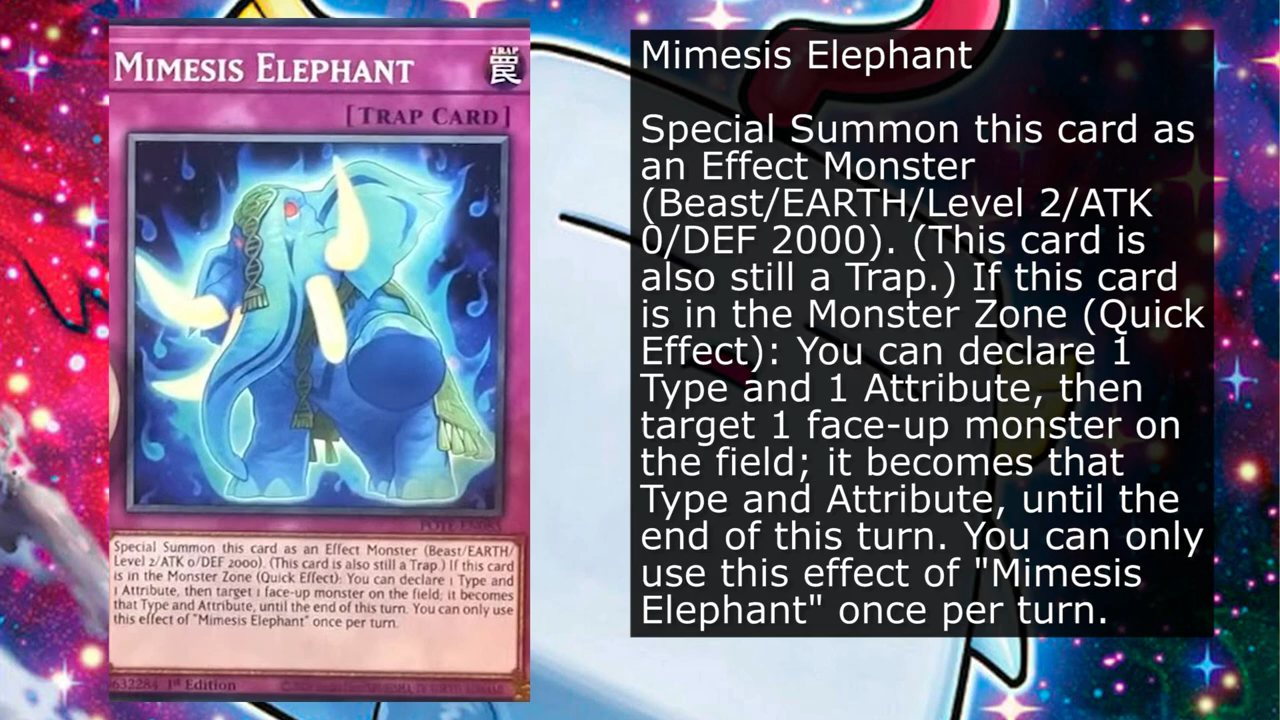 MIMESIS ELEPHANT
TRAP
罠
[TRAP CARD]
POTE-EN085
Special Summon this card as an Effect Monster (Beast/EARTH/
Level 2/ATK 0/DEF 2000). (This card is also still a Trap.) If this card
is in the Monster Zone (Quick Effect): You can declare 1 Type and
1 Attribute, then target 1 face-up monster on the field; it becomes
that Type and Attribute, until the end of this turn. You can only use
this effect of "Mimesis Elephant" once per turn.
632284 1st Edition
Mimesis Elephant
Special Summon this card as
an Effect Monster
(Beast/EARTH/Level 2/ATK
0/DEF 2000). (This card is
also still a Trap.) If this card
is in the Monster Zone (Quick
Effect): You can declare 1
Type and 1 Attribute, then
target 1 face-up monster on
the field; it becomes that
Type and Attribute, until the
end of this turn. You can only
use this effect of "Mimesis
Elephant" once per turn.